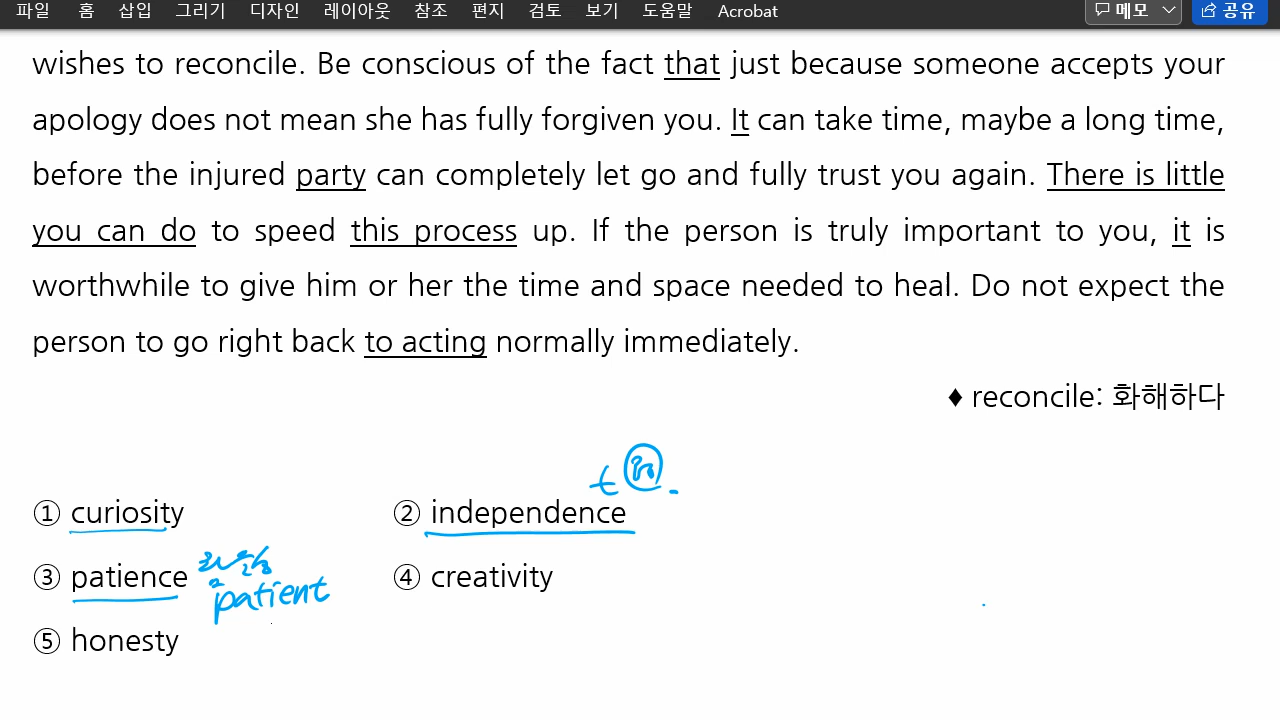 파일 홈 삽입 그리기 디자인 레이아웃 참조 편지 검토 보기 도움말 Acrobat 메모 공유
wishes to reconcile. Be conscious of the fact that just because someone accepts your
apology does not mean she has fully forgiven you. It can take time, maybe a long time,
before the injured party can completely let go and fully trust you again. There is little
you can do to speed this process up. If the person is truly important to you, it is
worthwhile to give him or her the time and space needed to heal. Do not expect the
person to go right back to acting normally immediately.
♦ reconcile: 화해하다
① curiosity ② independence
③ patience ④ creativity
patient
⑤ honesty